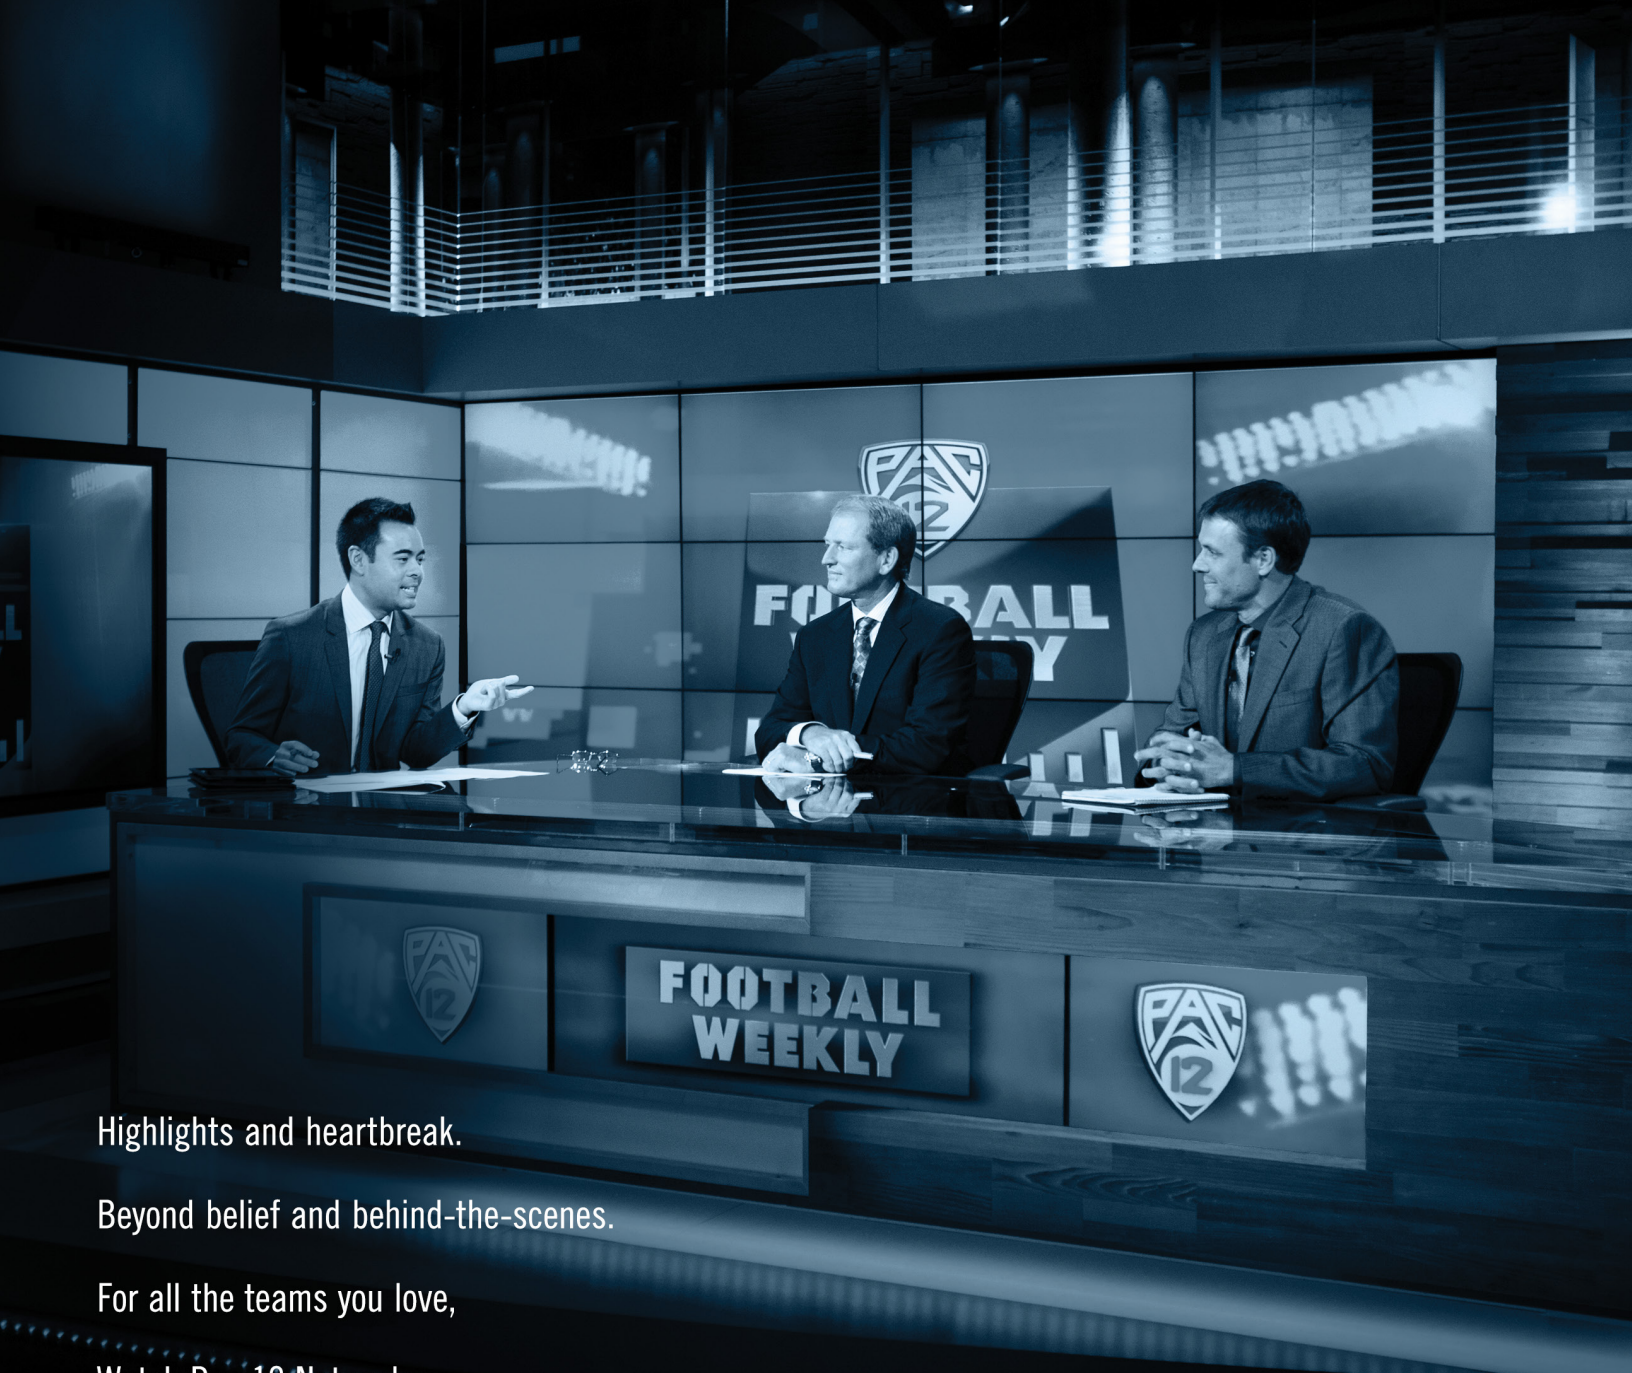 PAC
12
FOOTBALL
PAC
12
FOOTBALL
WEEKLY
PAC
12
Highlights and heartbreak.
Beyond belief and behind-the-scenes.
For all the teams you love,